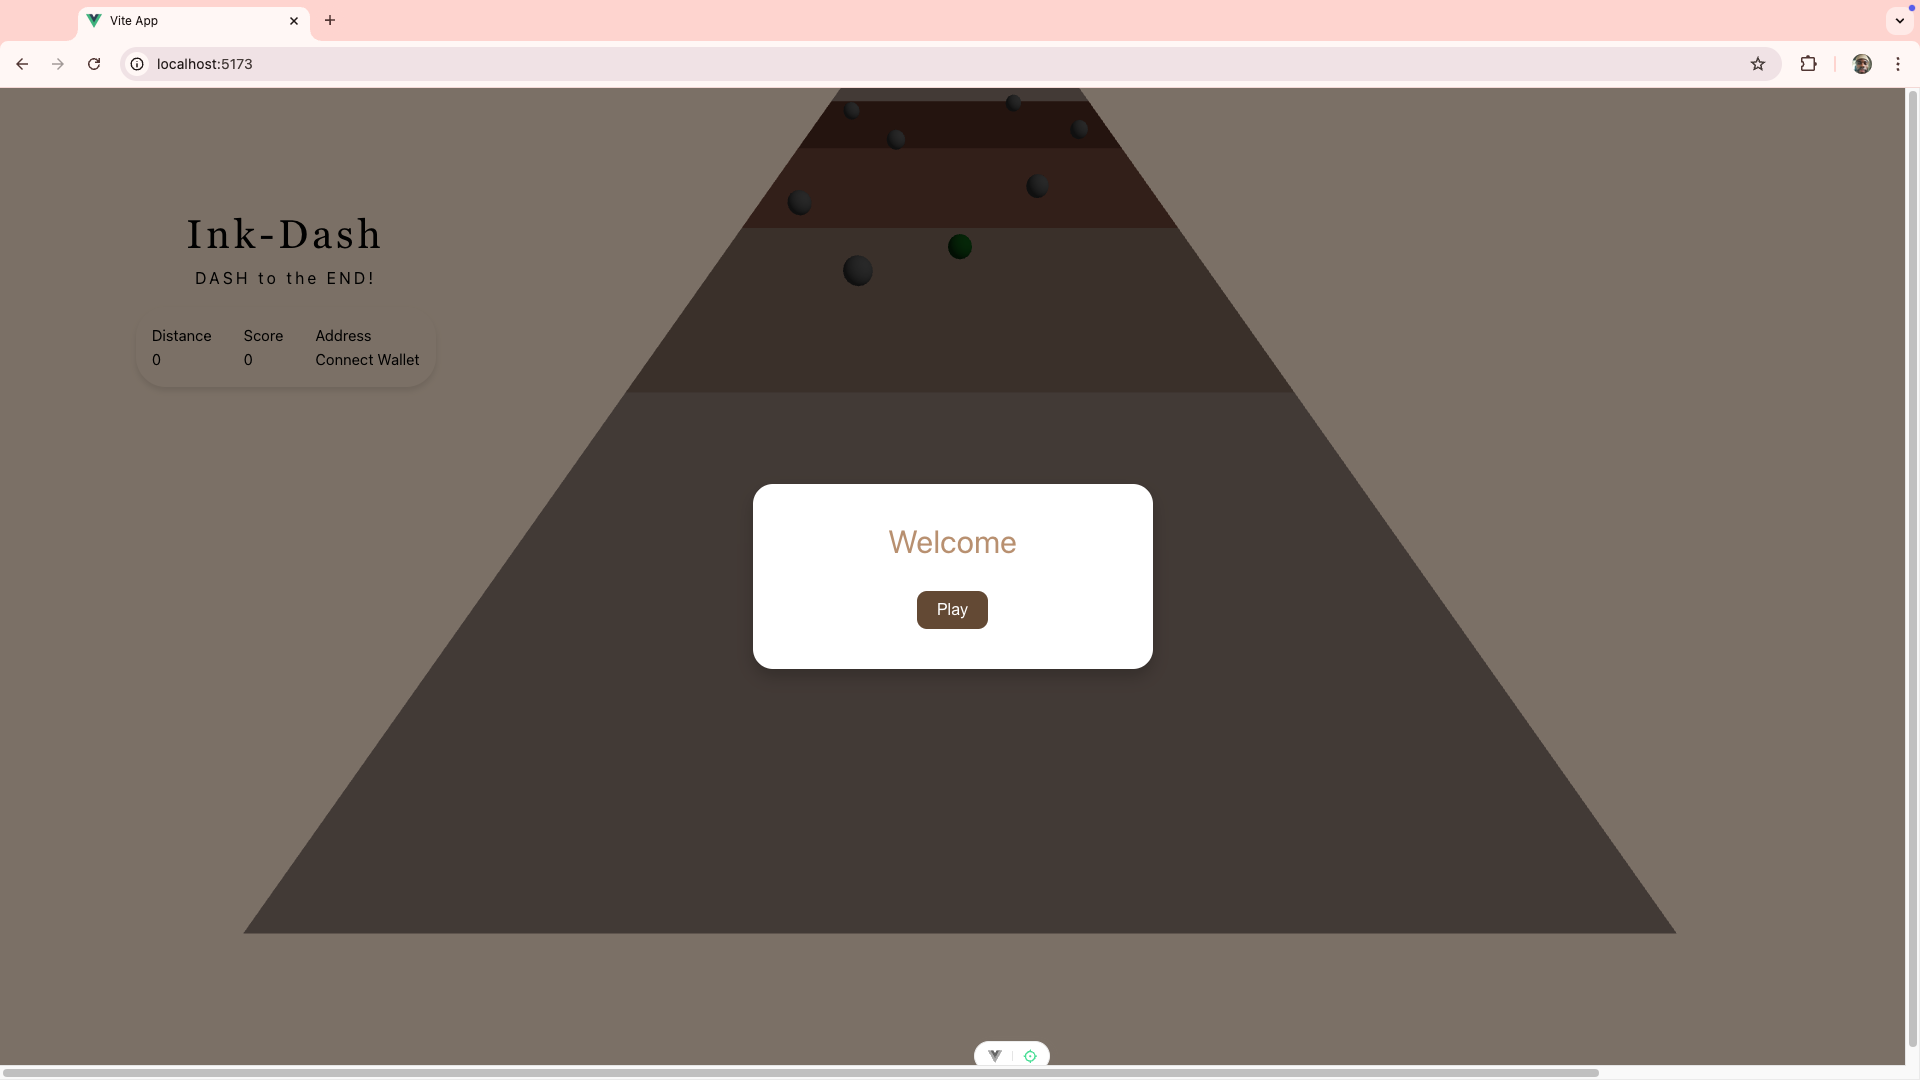 Vite App
localhost:5173
Ink-Dash
DASH to the END!
Distance Score Address
0 0 Connect Wallet
Welcome
Play